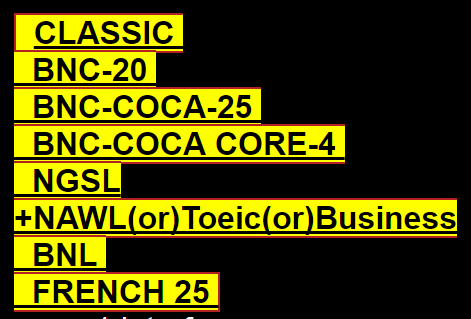 CLASSIC
BNC-20
BNC-COCA-25
BNC-COCA CORE-4
NGSL
+NAWL(or)Toeic(or)Business
BNL
FRENCH 25